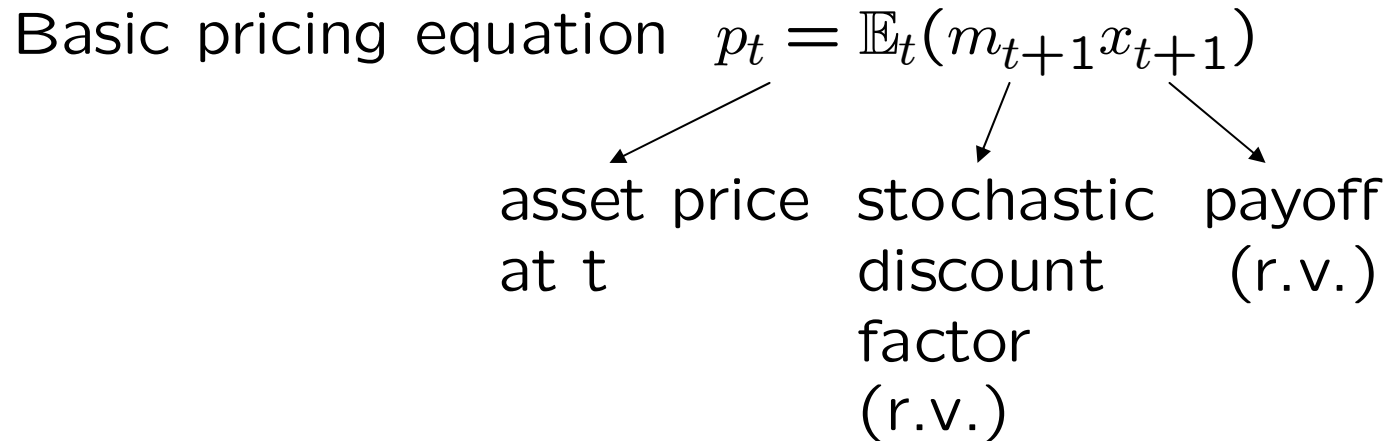 Basic pricing equation p_t = 𝔼_t(m_{t+1}x_{t+1})
asset price
at t
stochastic
discount
factor
(r.v.)
payoff
(r.v.)